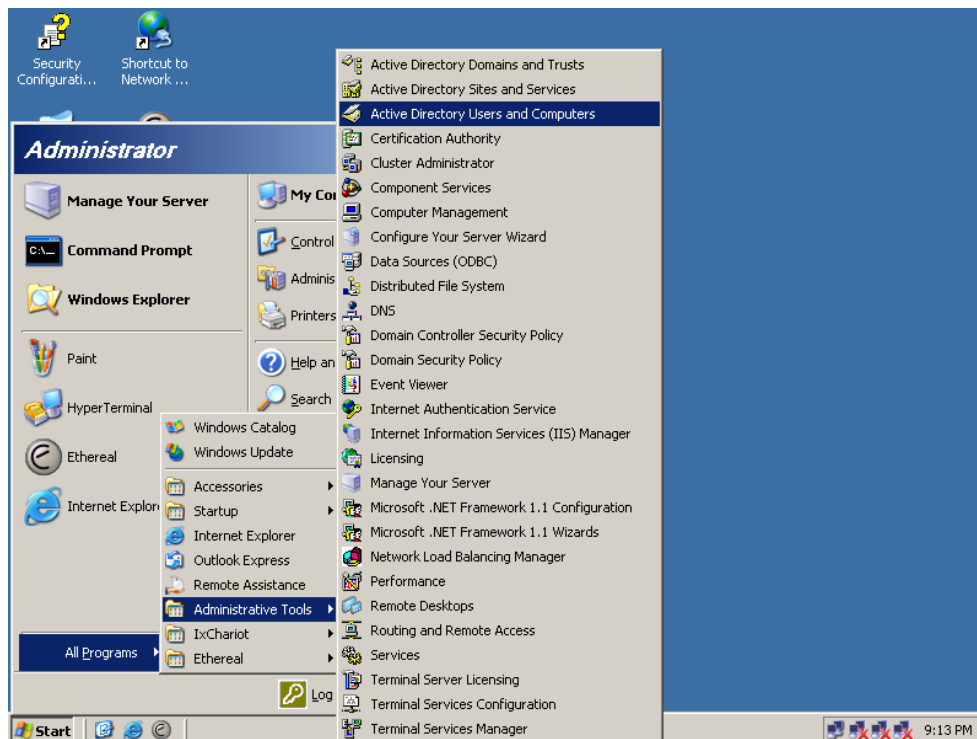 Security
Configurati...
Shortcut to
Network ...
Administrator
Manage Your Server
Command Prompt
Windows Explorer
Paint
HyperTerminal
Ethereal
Internet Explor
All Programs
My Co
Control
Adminis
Printers
Help an
Search
Log
Windows Catalog
Windows Update
Accessories
Startup
Internet Explorer
Outlook Express
Remote Assistance
Administrative Tools
IxChariot
Ethereal
Active Directory Domains and Trusts
Active Directory Sites and Services
Active Directory Users and Computers
Certification Authority
Cluster Administrator
Component Services
Computer Management
Configure Your Server Wizard
Data Sources (ODBC)
Distributed File System
DNS
Domain Controller Security Policy
Domain Security Policy
Event Viewer
Internet Authentication Service
Internet Information Services (IIS) Manager
Licensing
Manage Your Server
Microsoft .NET Framework 1.1 Configuration
Microsoft .NET Framework 1.1 Wizards
Network Load Balancing Manager
Performance
Remote Desktops
Routing and Remote Access
Services
Terminal Server Licensing
Terminal Services Configuration
Terminal Services Manager
Start
9:13 PM